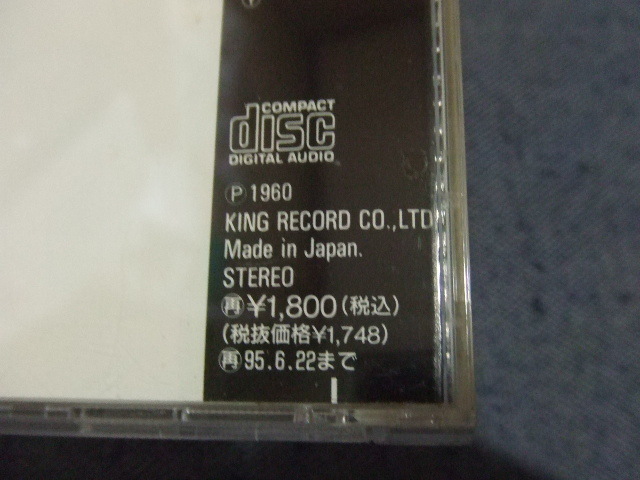 COMPACT
disc
DIGITAL AUDIO
Ⓟ 1960
KING RECORD CO.,LTD
Made in Japan.
STEREO
㊢¥1,800(税込)
(税抜価格¥1,748)
再 95.6.22まで